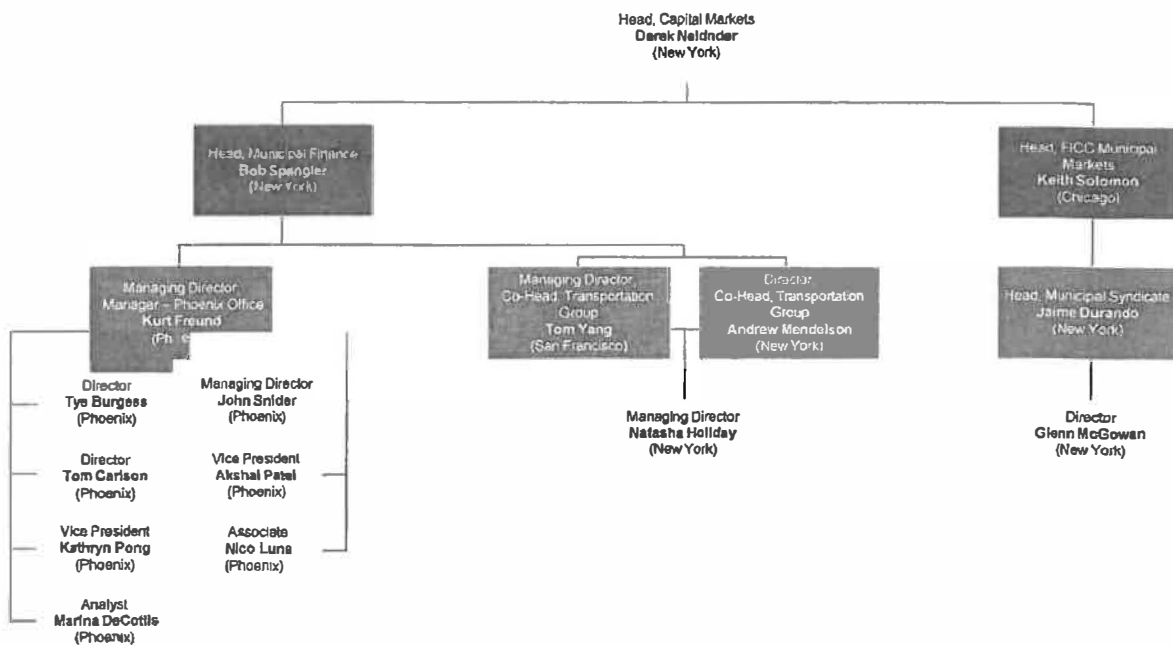 Head, Capital Markets
Derek Neidnder
(New York)
Head, Municipal Finance
Bob Spangler
(New York)
Head, FICC Municipal
Markets
Keith Solomon
(Chicago)
Managing Director,
Manager – Phoenix Office
Kurt Freund
Managing Director,
Co-Head, Transportation
Group
Tom Yang
(San Francisco)
Director
Co-Head, Transportation
Group
Andrew Mendelson
(New York)
Head, Municipal Syndicate
Jaime Durando
(New York)
Director
Tye Burgess
(Phoenix)
Managing Director
John Snider
(Phoenix)
Managing Director
Natasha Holiday
(New York)
Director
Glenn McGowan
(New York)
Director
Tom Carlson
(Phoenix)
Vice President
Akshai Patel
(Phoenix)
Vice President
Kathryn Pong
(Phoenix)
Associate
Nico Luna
(Phoenix)
Analyst
Marina DeCottis
(Phoenix)